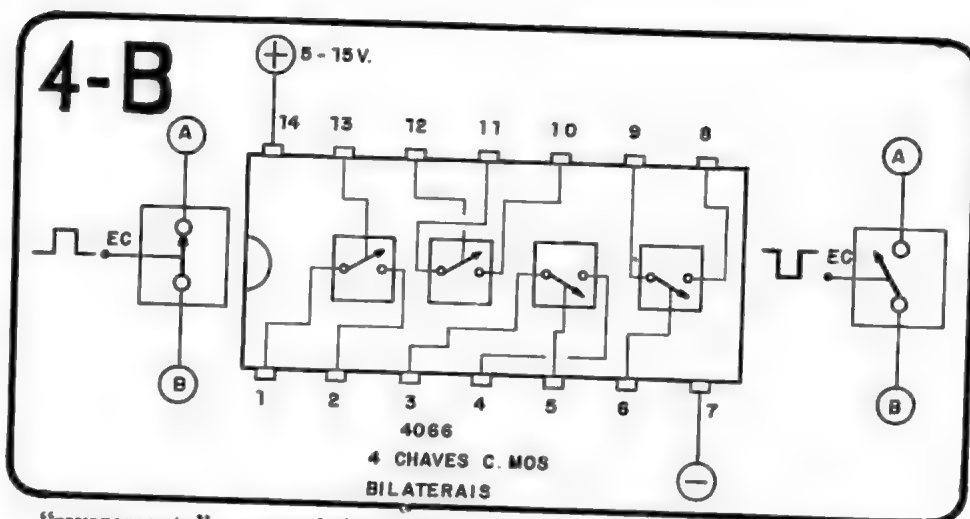 4-B
+ 5-15V.
14 13 12 11 10 9 8
A
EC
B
A
EC
B
1 2 3 4 5 6 7
4066
4 CHAVES C. MOS
BILATERAIS
−